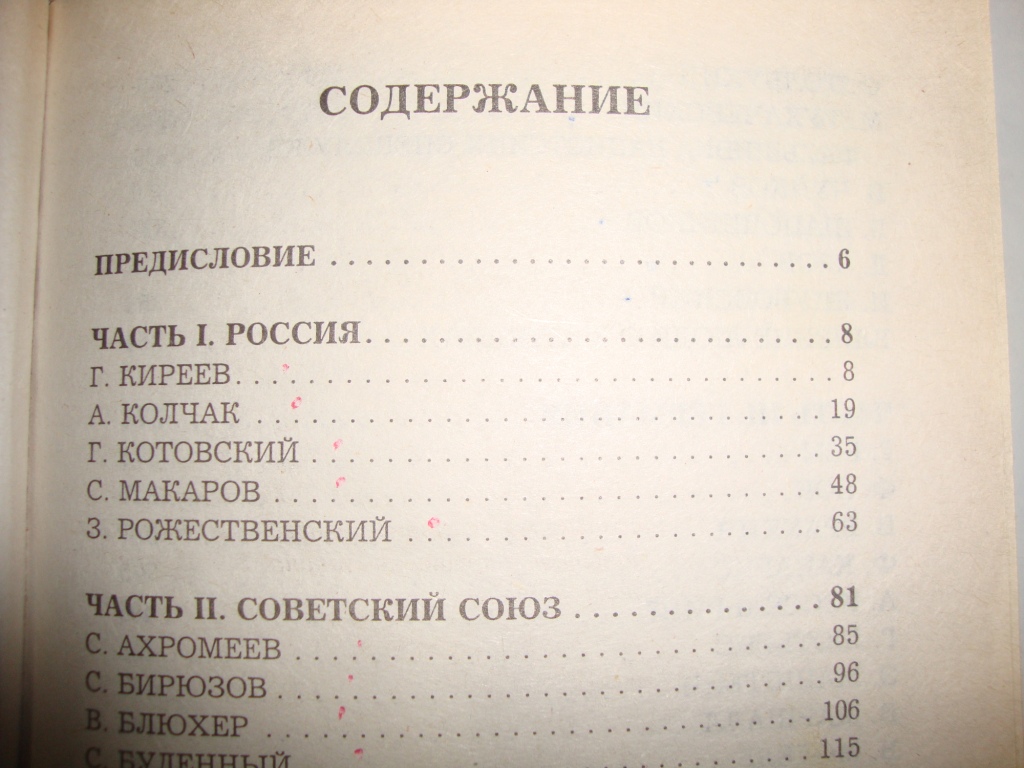 СОДЕРЖАНИЕ
ПРЕДИСЛОВИЕ . . . . . . . . . . . . . . . . . . . . . . . . . . . . . . 6
ЧАСТЬ I. РОССИЯ. . . . . . . . . . . . . . . . . . . . . . . . . . . . 8
Г. КИРЕЕВ. . . . . . . . . . . . . . . . . . . . . . . . . . . . . . . . . . . . . 8
А. КОЛЧАК . . . . . . . . . . . . . . . . . . . . . . . . . . . . . . . . . . . 19
Г. КОТОВСКИЙ . . . . . . . . . . . . . . . . . . . . . . . . . . . . . . . 35
С. МАКАРОВ . . . . . . . . . . . . . . . . . . . . . . . . . . . . . . . . . . 48
З. РОЖЕСТВЕНСКИЙ . . . . . . . . . . . . . . . . . . . . . . . . . 63
ЧАСТЬ II. СОВЕТСКИЙ СОЮЗ . . . . . . . . . . . . . . . . 81
С. АХРОМЕЕВ . . . . . . . . . . . . . . . . . . . . . . . . . . . . . . . . 85
С. БИРЮЗОВ . . . . . . . . . . . . . . . . . . . . . . . . . . . . . . . . . 96
В. БЛЮХЕР . . . . . . . . . . . . . . . . . . . . . . . . . . . . . . . . . . 106
С. БУДЕННЫЙ . . . . . . . . . . . . . . . . . . . . . . . . . . . . . . . 115